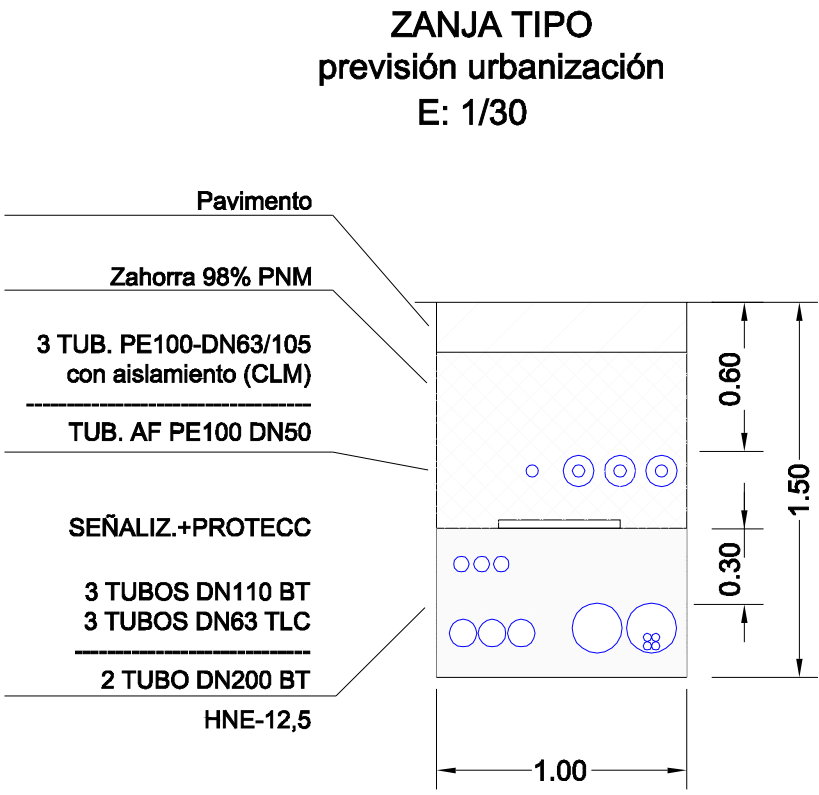 ZANJA TIPO
previsión urbanización
E: 1/30
Pavimento
Zahorra 98% PNM
3 TUB. PE100-DN63/105
con aislamiento (CLM)
TUB. AF PE100 DN50
SEÑALIZ.+PROTECC
3 TUBOS DN110 BT
3 TUBOS DN63 TLC
2 TUBO DN200 BT
HNE-12,5
0.60
1.50
0.30
1.00